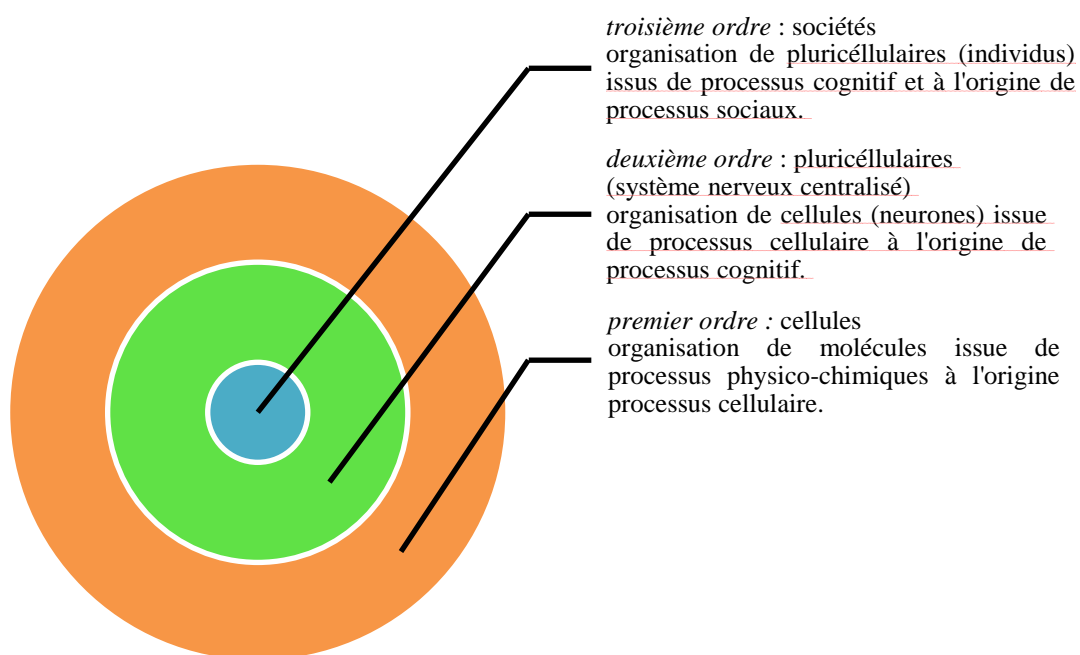 troisième ordre : sociétés
organisation de pluricéllulaires (individus)
issus de processus cognitif et à l'origine de
processus sociaux.
deuxième ordre : pluricéllulaires
(système nerveux centralisé)
organisation de cellules (neurones) issue
de processus cellulaire à l'origine de
processus cognitif.
premier ordre : cellules
organisation de molécules issue de
processus physico-chimiques à l'origine
processus cellulaire.